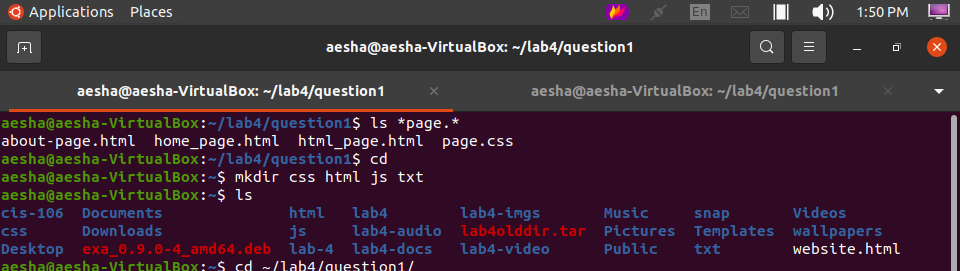 Applications Places En 1:50 PM
aesha@aesha-VirtualBox: ~/lab4/question1
aesha@aesha-VirtualBox: ~/lab4/question1 × aesha@aesha-VirtualBox: ~/lab4/question1 ×
aesha@aesha-VirtualBox:~/lab4/question1$ ls *page.*
about-page.html home_page.html html_page.html page.css
aesha@aesha-VirtualBox:~/lab4/question1$ cd
aesha@aesha-VirtualBox:~$ mkdir css html js txt
aesha@aesha-VirtualBox:~$ ls
cis-106 Documents html lab4 lab4-imgs Music snap Videos
css Downloads js lab4-audio lab4olddir.tar Pictures Templates wallpapers
Desktop exa_0.9.0-4_amd64.deb lab-4 lab4-docs lab4-video Public txt website.html
aesha@aesha-VirtualBox:~$ cd ~/lab4/question1/